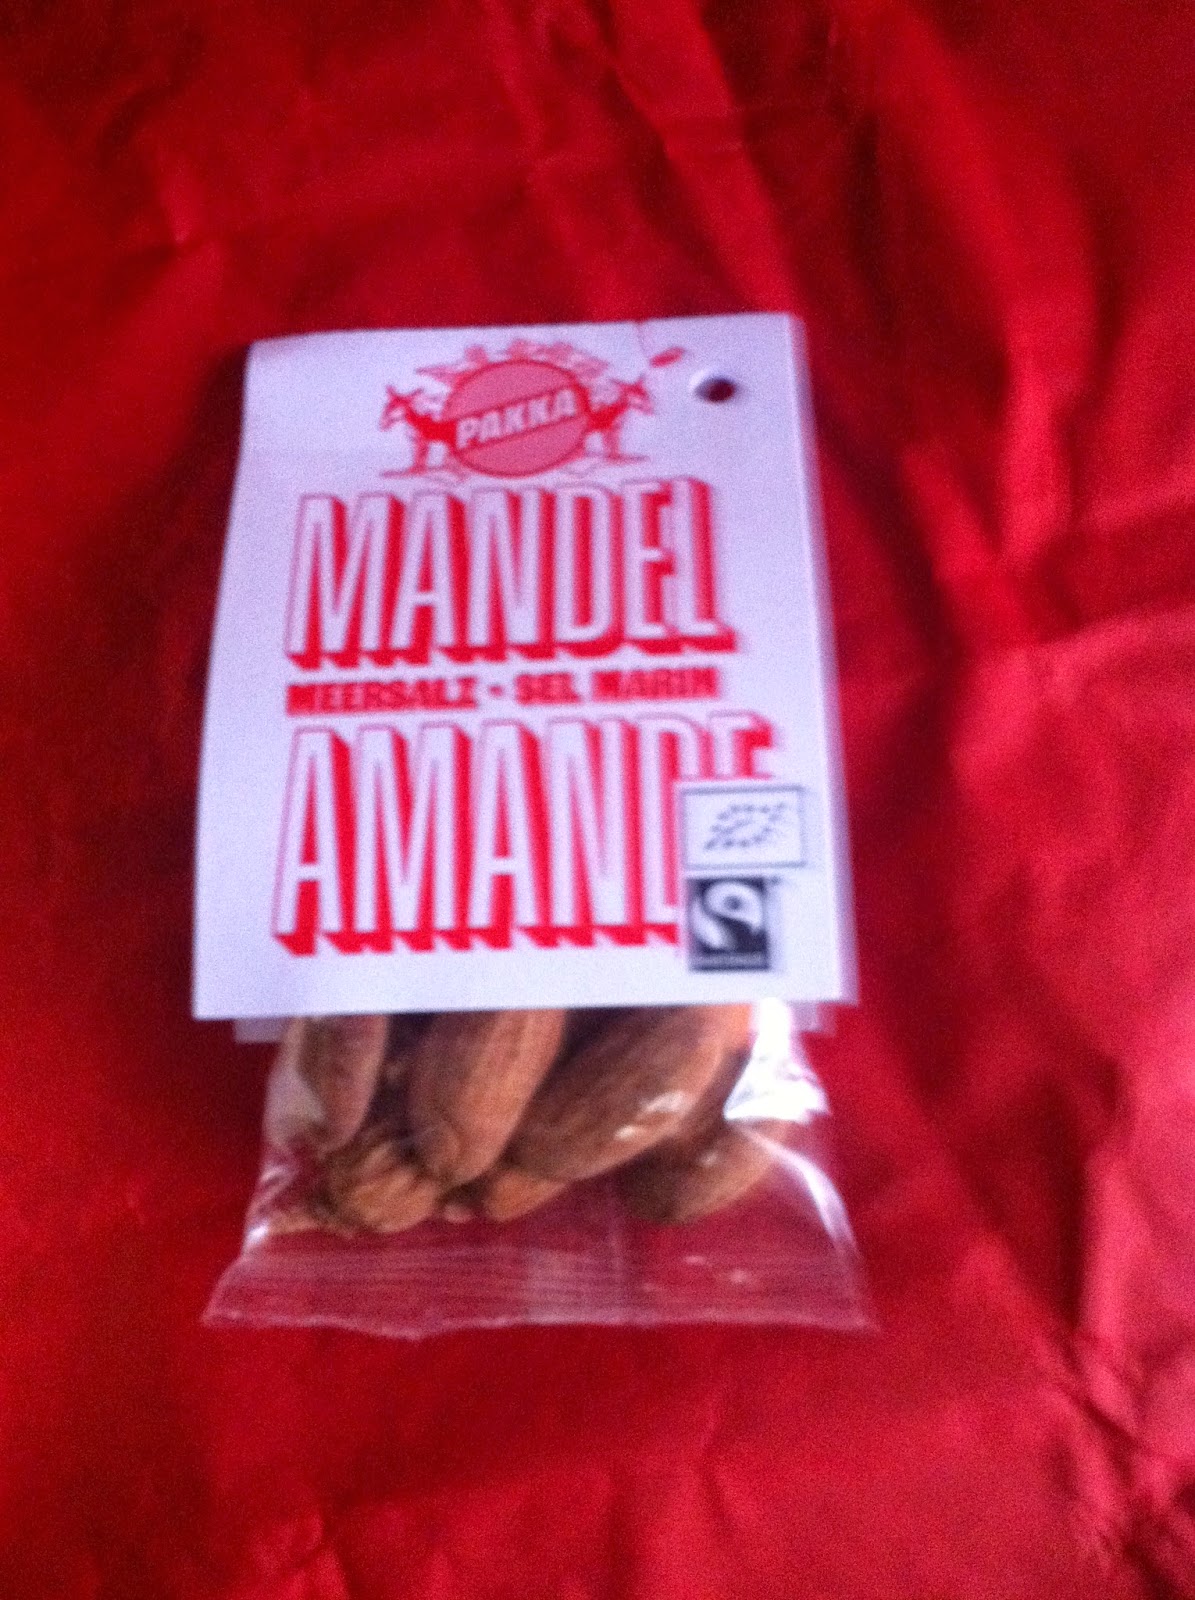 PAKKA
MANDEL
MEERSALZ • SEL MARIN
AMANDE